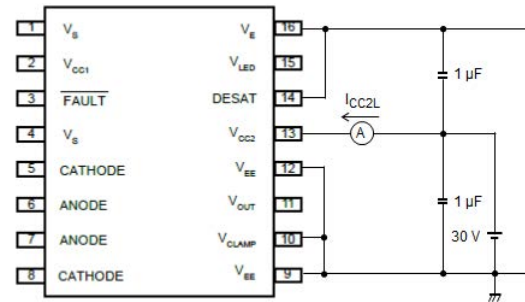 1 V_S V_E 16
2 V_CC1 V_LED 15
3 FAULT DESAT 14
4 V_S V_CC2 13
5 CATHODE V_EE 12
6 ANODE V_OUT 11
7 ANODE V_CLAMP 10
8 CATHODE V_EE 9
1 μF
I_CC2L
A
1 μF
30 V